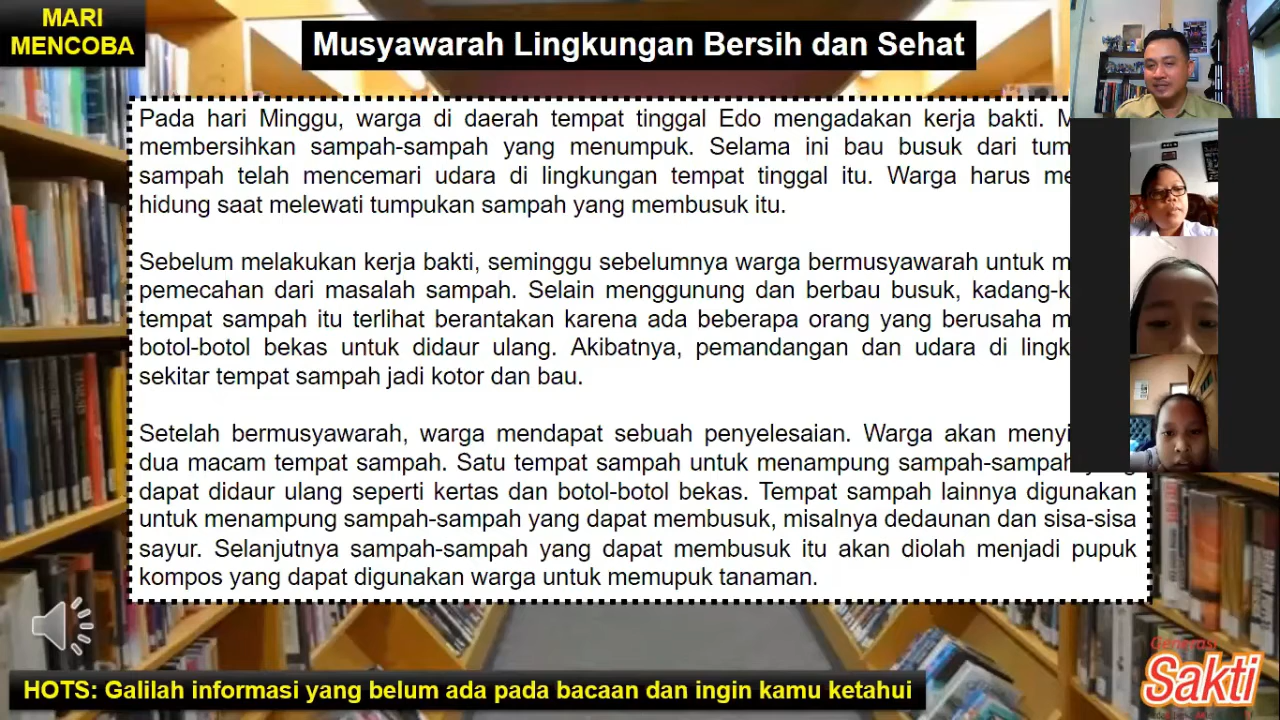 MARI
MENCOBA
Musyawarah Lingkungan Bersih dan Sehat
Pada hari Minggu, warga di daerah tempat tinggal Edo mengadakan kerja bakti.
membersihkan sampah-sampah yang menumpuk. Selama ini bau busuk dari
sampah telah mencemari udara di lingkungan tempat tinggal itu. Warga harus
hidung saat melewati tumpukan sampah yang membusuk itu.
Sebelum melakukan kerja bakti, seminggu sebelumnya warga bermusyawarah untuk
pemecahan dari masalah sampah. Selain menggunung dan berbau busuk,
tempat sampah itu terlihat berantakan karena ada beberapa orang yang berusaha
botol-botol bekas untuk didaur ulang. Akibatnya, pemandangan dan udara di
sekitar tempat sampah jadi kotor dan bau.
Setelah bermusyawarah, warga mendapat sebuah penyelesaian. Warga akan
dua macam tempat sampah. Satu tempat sampah untuk menampung sampah-sampah
dapat didaur ulang seperti kertas dan botol-botol bekas. Tempat sampah lainnya digunakan
untuk menampung sampah-sampah yang dapat membusuk, misalnya dedaunan dan sisa-sisa
sayur. Selanjutnya sampah-sampah yang dapat membusuk itu akan diolah menjadi pupuk
kompos yang dapat digunakan warga untuk memupuk tanaman.
HOTS: Galilah informasi yang belum ada pada bacaan dan ingin kamu ketahui
Generasi
Sakti